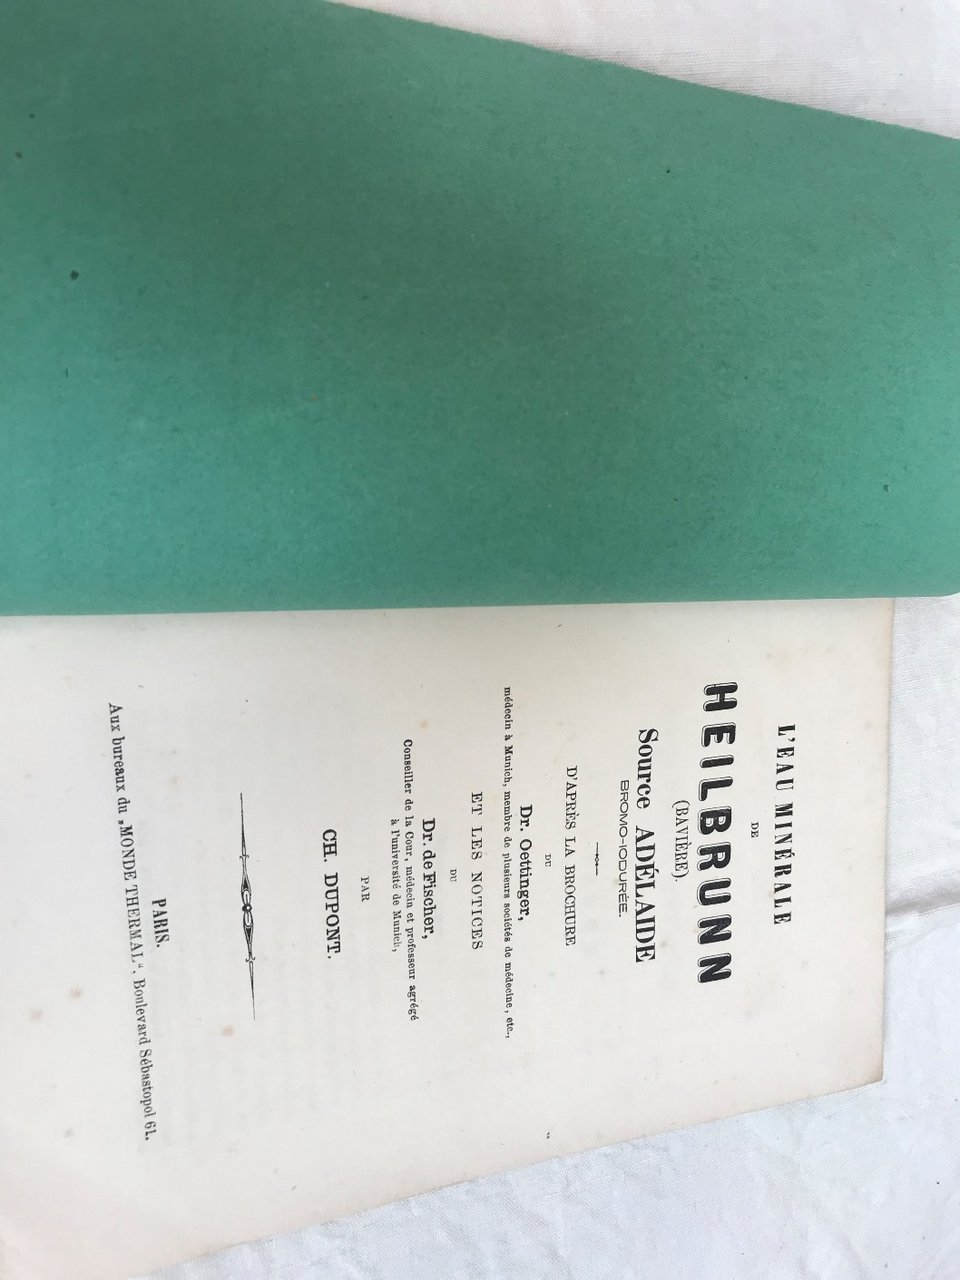 L'EAU MINÉRALE
DE
HEILBRUNN
(BAVIÈRE).
Source ADÉLAIDE
BROMO-IODURÉE.
D'APRÈS LA BROCHURE
DU
Dr. Oettinger,
médecin à Munich, membre de plusieurs sociétés de médecine, etc.,
ET LES NOTICES
DU
Dr. de Fischer,
Conseiller de la Cour, médecin et professeur agrégé
à l'université de Munich,
PAR
CH. DUPONT.
PARIS.
Aux bureaux du „MONDE THERMAL“, Boulevard Sébastopol 61.